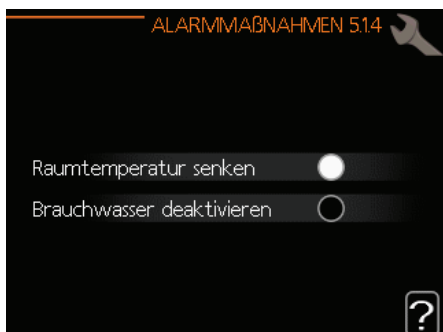 ALARMMAßNAHMEN 5.1.4
Raumtemperatur senken
Brauchwasser deaktivieren
?